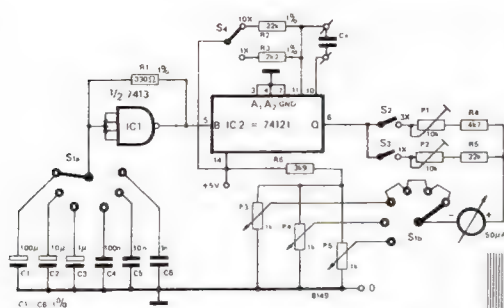 S4
10X
22k
1%
R2
R3
1X
2k2
1%
Cx
R1
330Ω
1%
1/2 7413
IC1
3 4 7 11 10
A1 A2 GND
5
B
IC2 = 74121
Q
6
14
R6
3k9
+5V
S2
3X
P1
10k
R4
4k7
S3
1X
P2
10k
R5
22k
S1a
P3
1k
P4
1k
P5
1k
S1b
50µA
100µ
10µ
1µ
100n
10n
1n
C1
C2
C3
C4
C5
C6
8149
0
C1 C6 1%